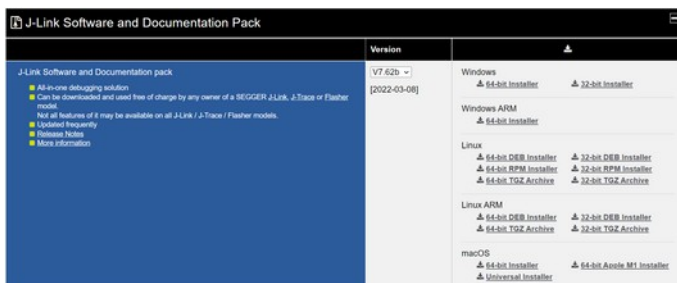 J-Link Software and Documentation Pack
Version
J-Link Software and Documentation pack
All-in-one debugging solution
Can be downloaded and used free of charge by any owner of a SEGGER J-Link, J-Trace or Flasher
model.
Not all features of it may be available on all J-Link / J-Trace / Flasher models.
Updated frequently
Release Notes
More information
V7.62b
[2022-03-08]
Windows
64-bit Installer 32-bit Installer
Windows ARM
64-bit Installer
Linux
64-bit DEB Installer 32-bit DEB Installer
64-bit RPM Installer 32-bit RPM Installer
64-bit TGZ Archive 32-bit TGZ Archive
Linux ARM
64-bit DEB Installer 32-bit DEB Installer
64-bit TGZ Archive 32-bit TGZ Archive
macOS
64-bit Installer 64-bit Apple M1 Installer
Universal Installer